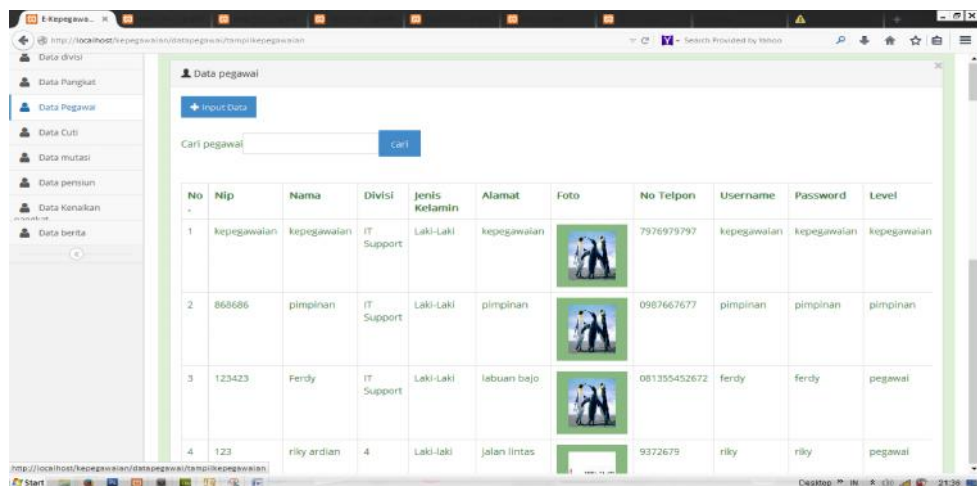 E-Kepegawa... ×
http://localhost/kepegawaian/datapegawai/tampilkepegawaian
Search Provided by Yahoo
Data divisi
Data Pangkat
Data Pegawai
Data Cuti
Data mutasi
Data pensiun
Data Kenaikan
pangkat
Data berita
Data pegawai
Input Data
Cari pegawai
cari
No. Nip Nama Divisi Jenis Kelamin Alamat Foto No Telpon Username Password Level
1 kepegawaian kepegawaian IT Support Laki-Laki kepegawaian 7976979797 kepegawaian kepegawaian kepegawaian
2 868686 pimpinan IT Support Laki-Laki pimpinan 0987667677 pimpinan pimpinan pimpinan
3 123423 Ferdy IT Support Laki-Laki labuan bajo 081355452672 ferdy ferdy pegawai
4 123 riky ardian 4 Laki-laki jalan lintas 9372679 riky riky pegawai
http://localhost/kepegawaian/datapegawai/tampilkepegawaian
Start
Desktop » IN 21:36